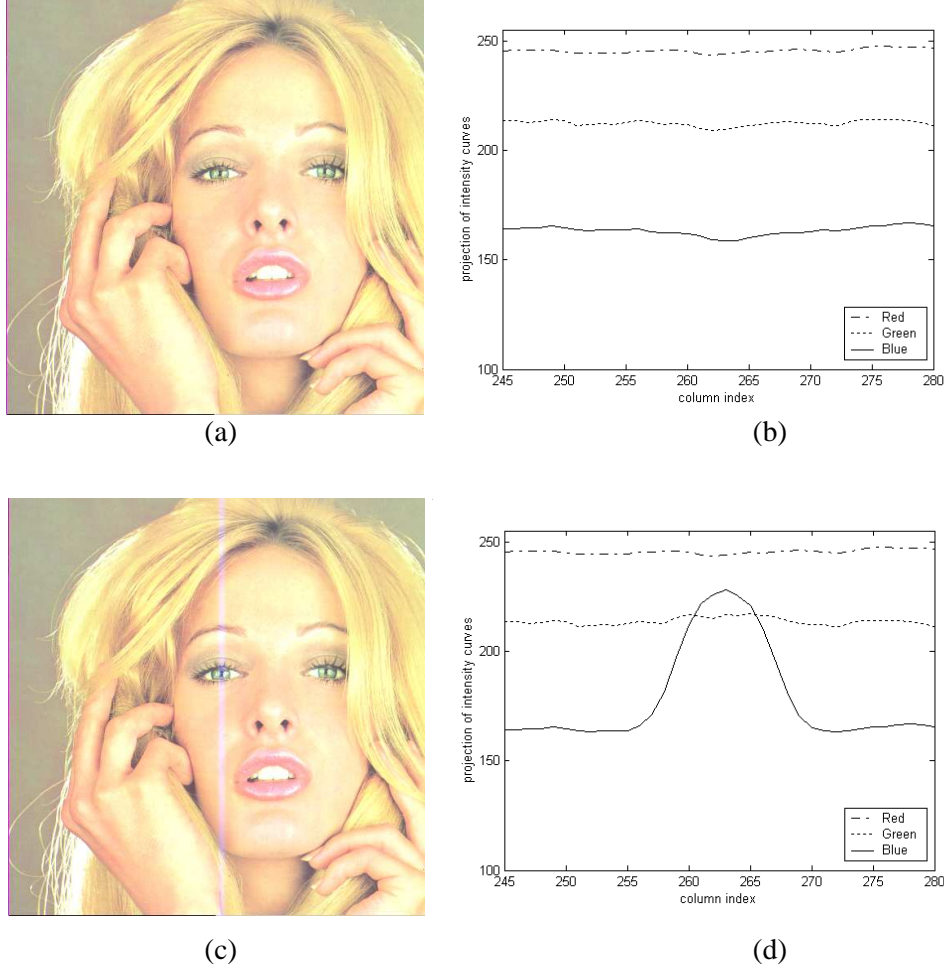 250
200
150
100
projection of intensity curves
Red
Green
Blue
245 250 255 260 265 270 275 280
column index
(a) (b)
250
200
150
100
projection of intensity curves
Red
Green
Blue
245 250 255 260 265 270 275 280
column index
(c) (d)